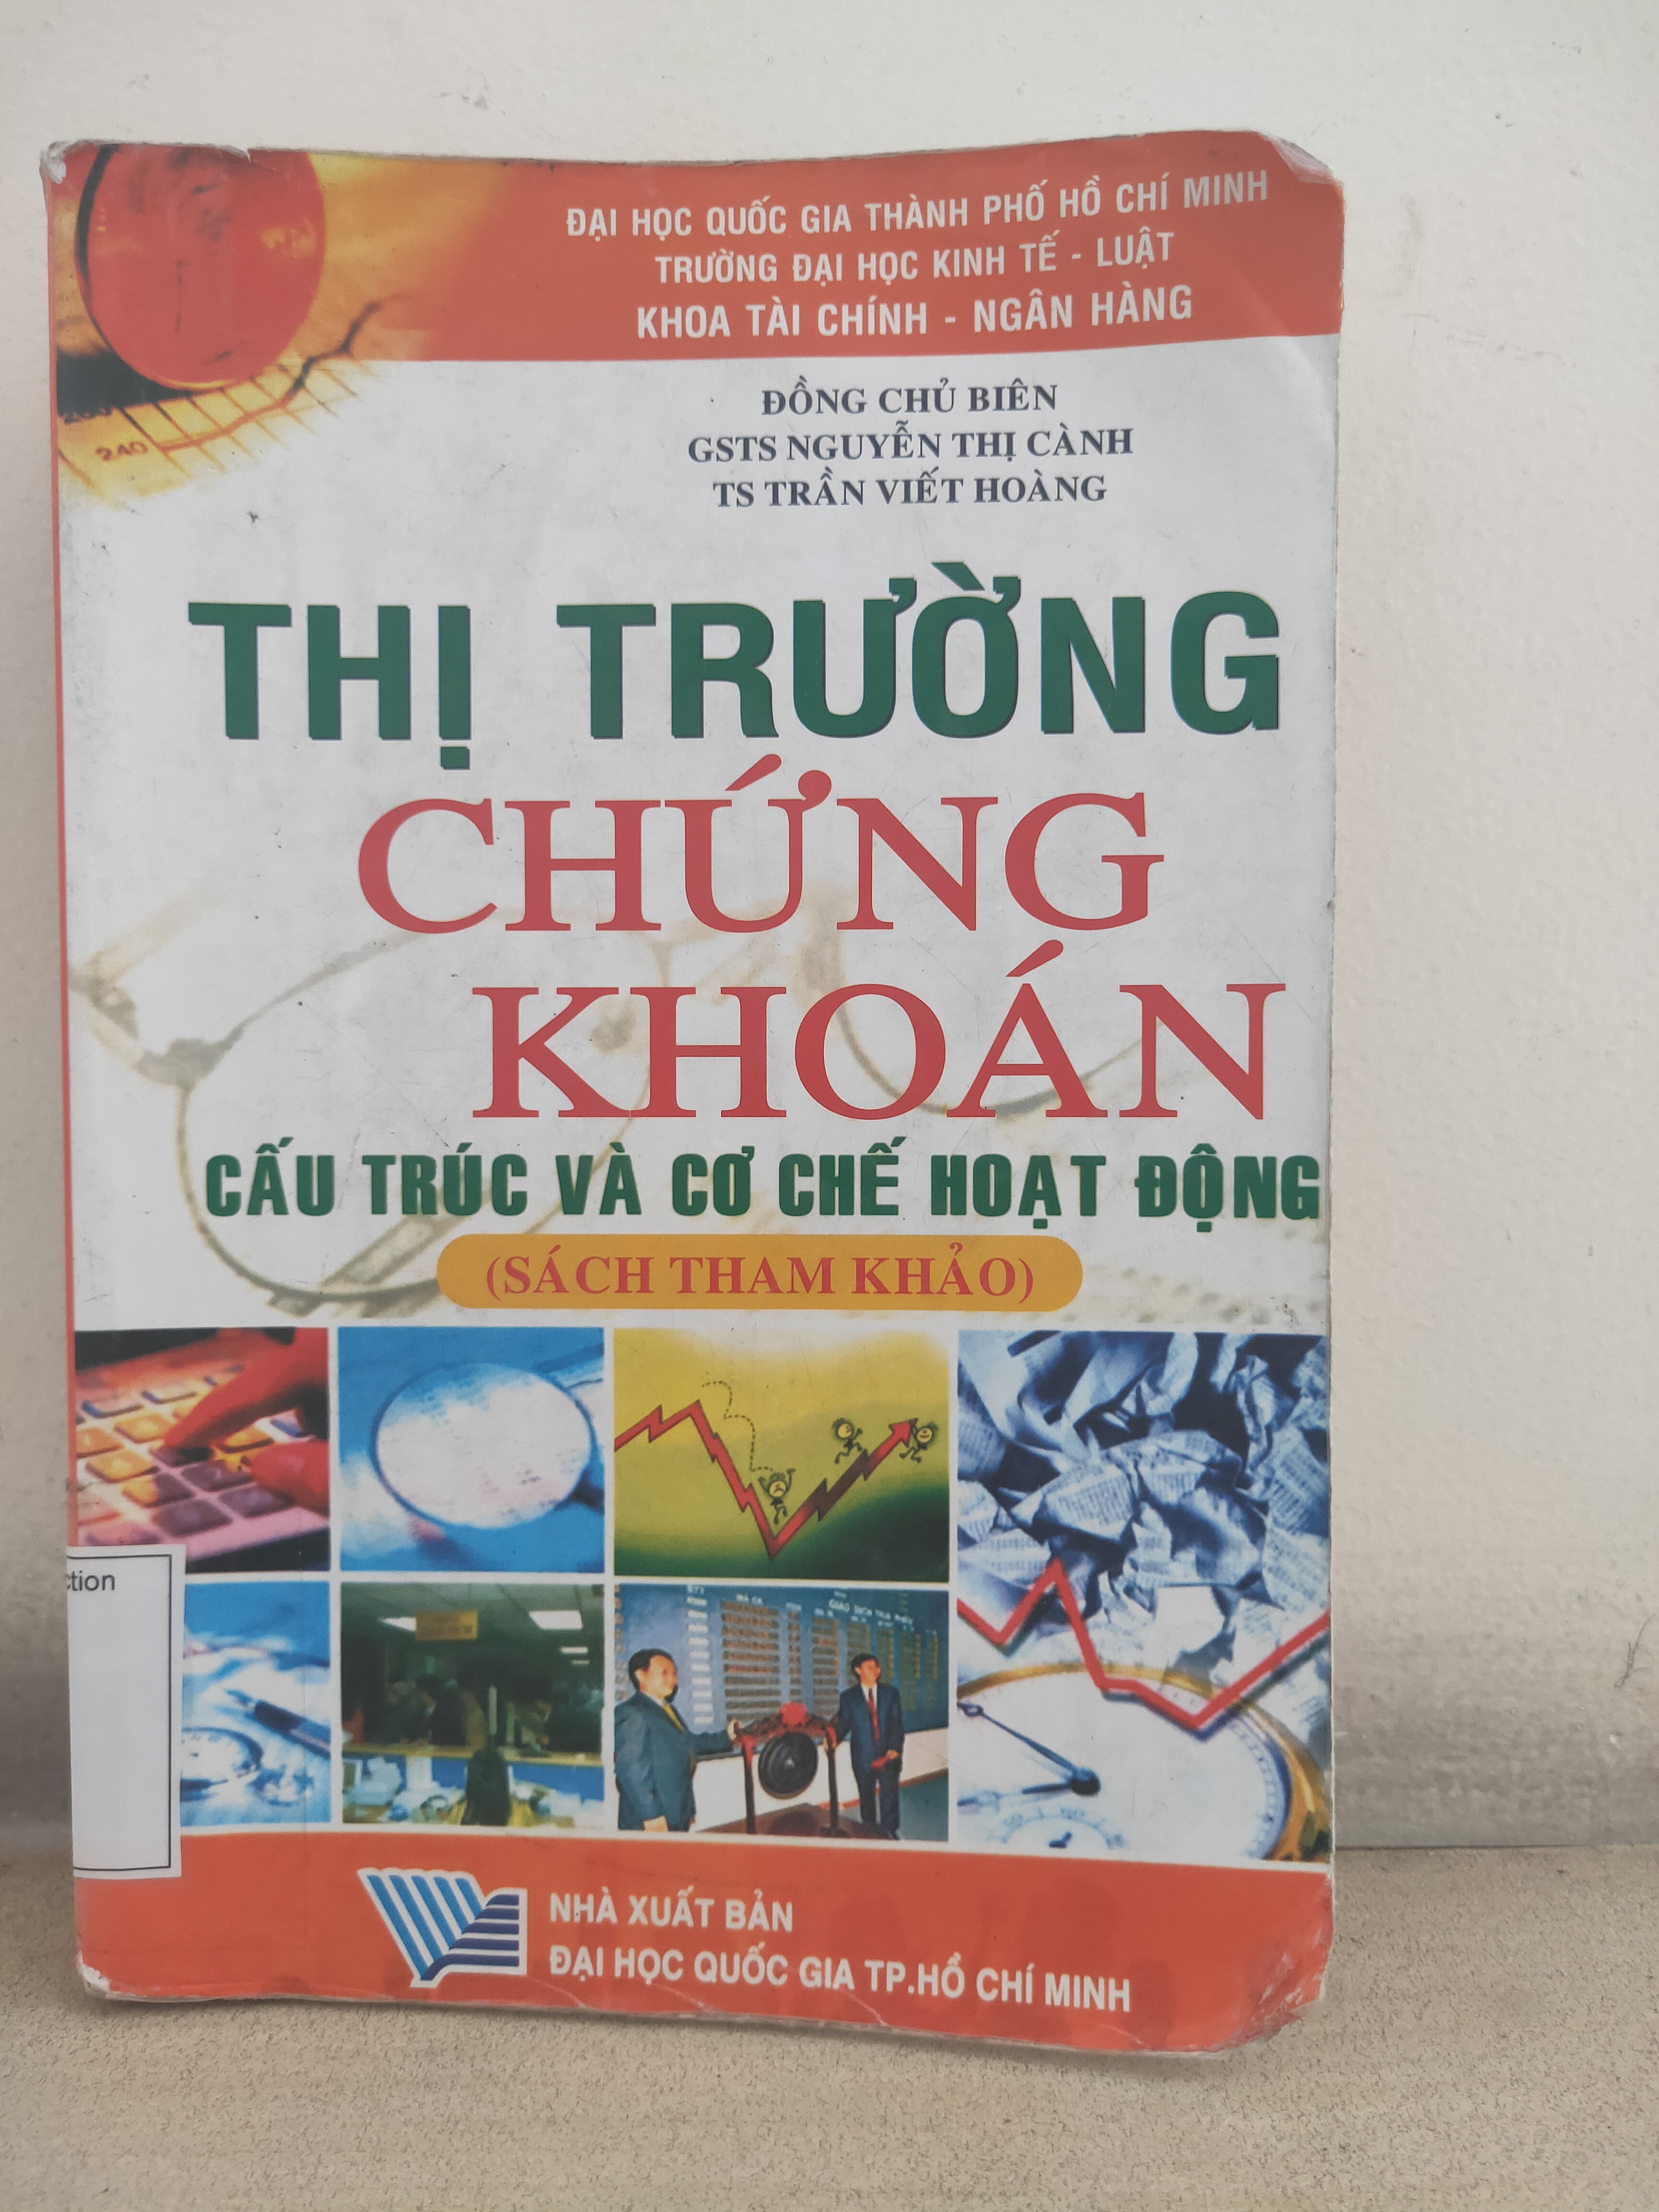 ĐẠI HỌC QUỐC GIA THÀNH PHỐ HỒ CHÍ MINH
TRƯỜNG ĐẠI HỌC KINH TẾ - LUẬT
KHOA TÀI CHÍNH - NGÂN HÀNG
ĐỒNG CHỦ BIÊN
GSTS NGUYỄN THỊ CÀNH
TS TRẦN VIẾT HOÀNG
240
THỊ TRƯỜNG
CHỨNG
KHOÁN
CẤU TRÚC VÀ CƠ CHẾ HOẠT ĐỘNG
(SÁCH THAM KHẢO)
ction
NHÀ XUẤT BẢN
ĐẠI HỌC QUỐC GIA TP.HỒ CHÍ MINH